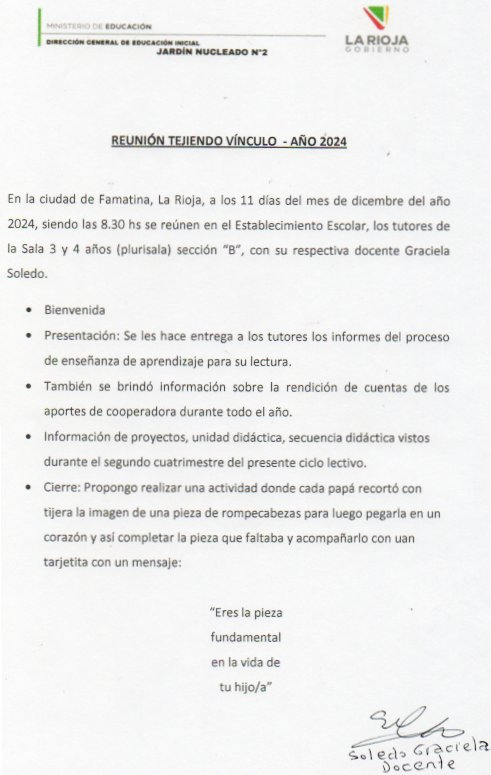 MINISTERIO DE EDUCACIÓN
DIRECCIÓN GENERAL DE EDUCACIÓN INICIAL
JARDÍN NUCLEADO N°2
LA RIOJA
GOBIERNO
REUNIÓN TEJIENDO VÍNCULO - AÑO 2024
En la ciudad de Famatina, La Rioja, a los 11 días del mes de dicembre del año
2024, siendo las 8.30 hs se reúnen en el Establecimiento Escolar, los tutores de
la Sala 3 y 4 años (plurisala) sección "B", con su respectiva docente Graciela
Soledo.
• Bienvenida
• Presentación: Se les hace entrega a los tutores los informes del proceso
de enseñanza de aprendizaje para su lectura.
• También se brindó información sobre la rendición de cuentas de los
aportes de cooperadora durante todo el año.
• Información de proyectos, unidad didáctica, secuencia didáctica vistos
durante el segundo cuatrimestre del presente ciclo lectivo.
• Cierre: Propongo realizar una actividad donde cada papá recortó con
tijera la imagen de una pieza de rompecabezas para luego pegarla en un
corazón y así completar la pieza que faltaba y acompañarlo con uan
tarjetita con un mensaje:
"Eres la pieza
fundamental
en la vida de
tu hijo/a"
Soledo Graciela
Docente